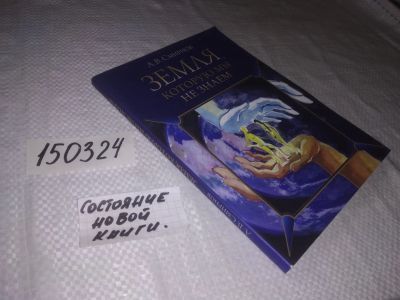 ЗЕМЛЯ
КОТОРУЮ МЫ
НЕ ЗНАЕМ
150324
СОСТОЯНИЕ
НОВОЙ
КНИГИ.